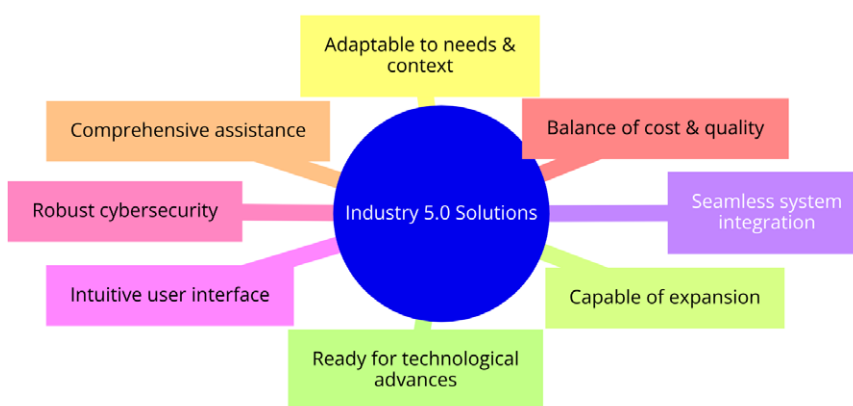 Adaptable to needs &
context
Comprehensive assistance
Balance of cost & quality
Robust cybersecurity
Industry 5.0 Solutions
Seamless system
integration
Intuitive user interface
Capable of expansion
Ready for technological
advances